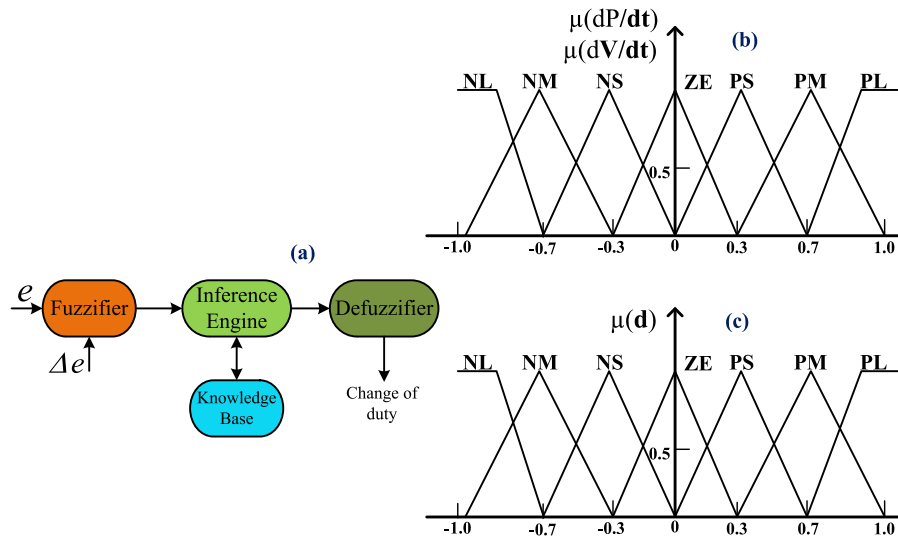 (a)
e
Δe
Fuzzifier
Inference
Engine
Defuzzifier
Knowledge
Base
Change of
duty
μ(dP/dt)
μ(dV/dt)
(b)
NL NM NS ZE PS PM PL
0.5
-1.0 -0.7 -0.3 0 0.3 0.7 1.0
μ(d)
(c)
NL NM NS ZE PS PM PL
0.5
-1.0 -0.7 -0.3 0 0.3 0.7 1.0